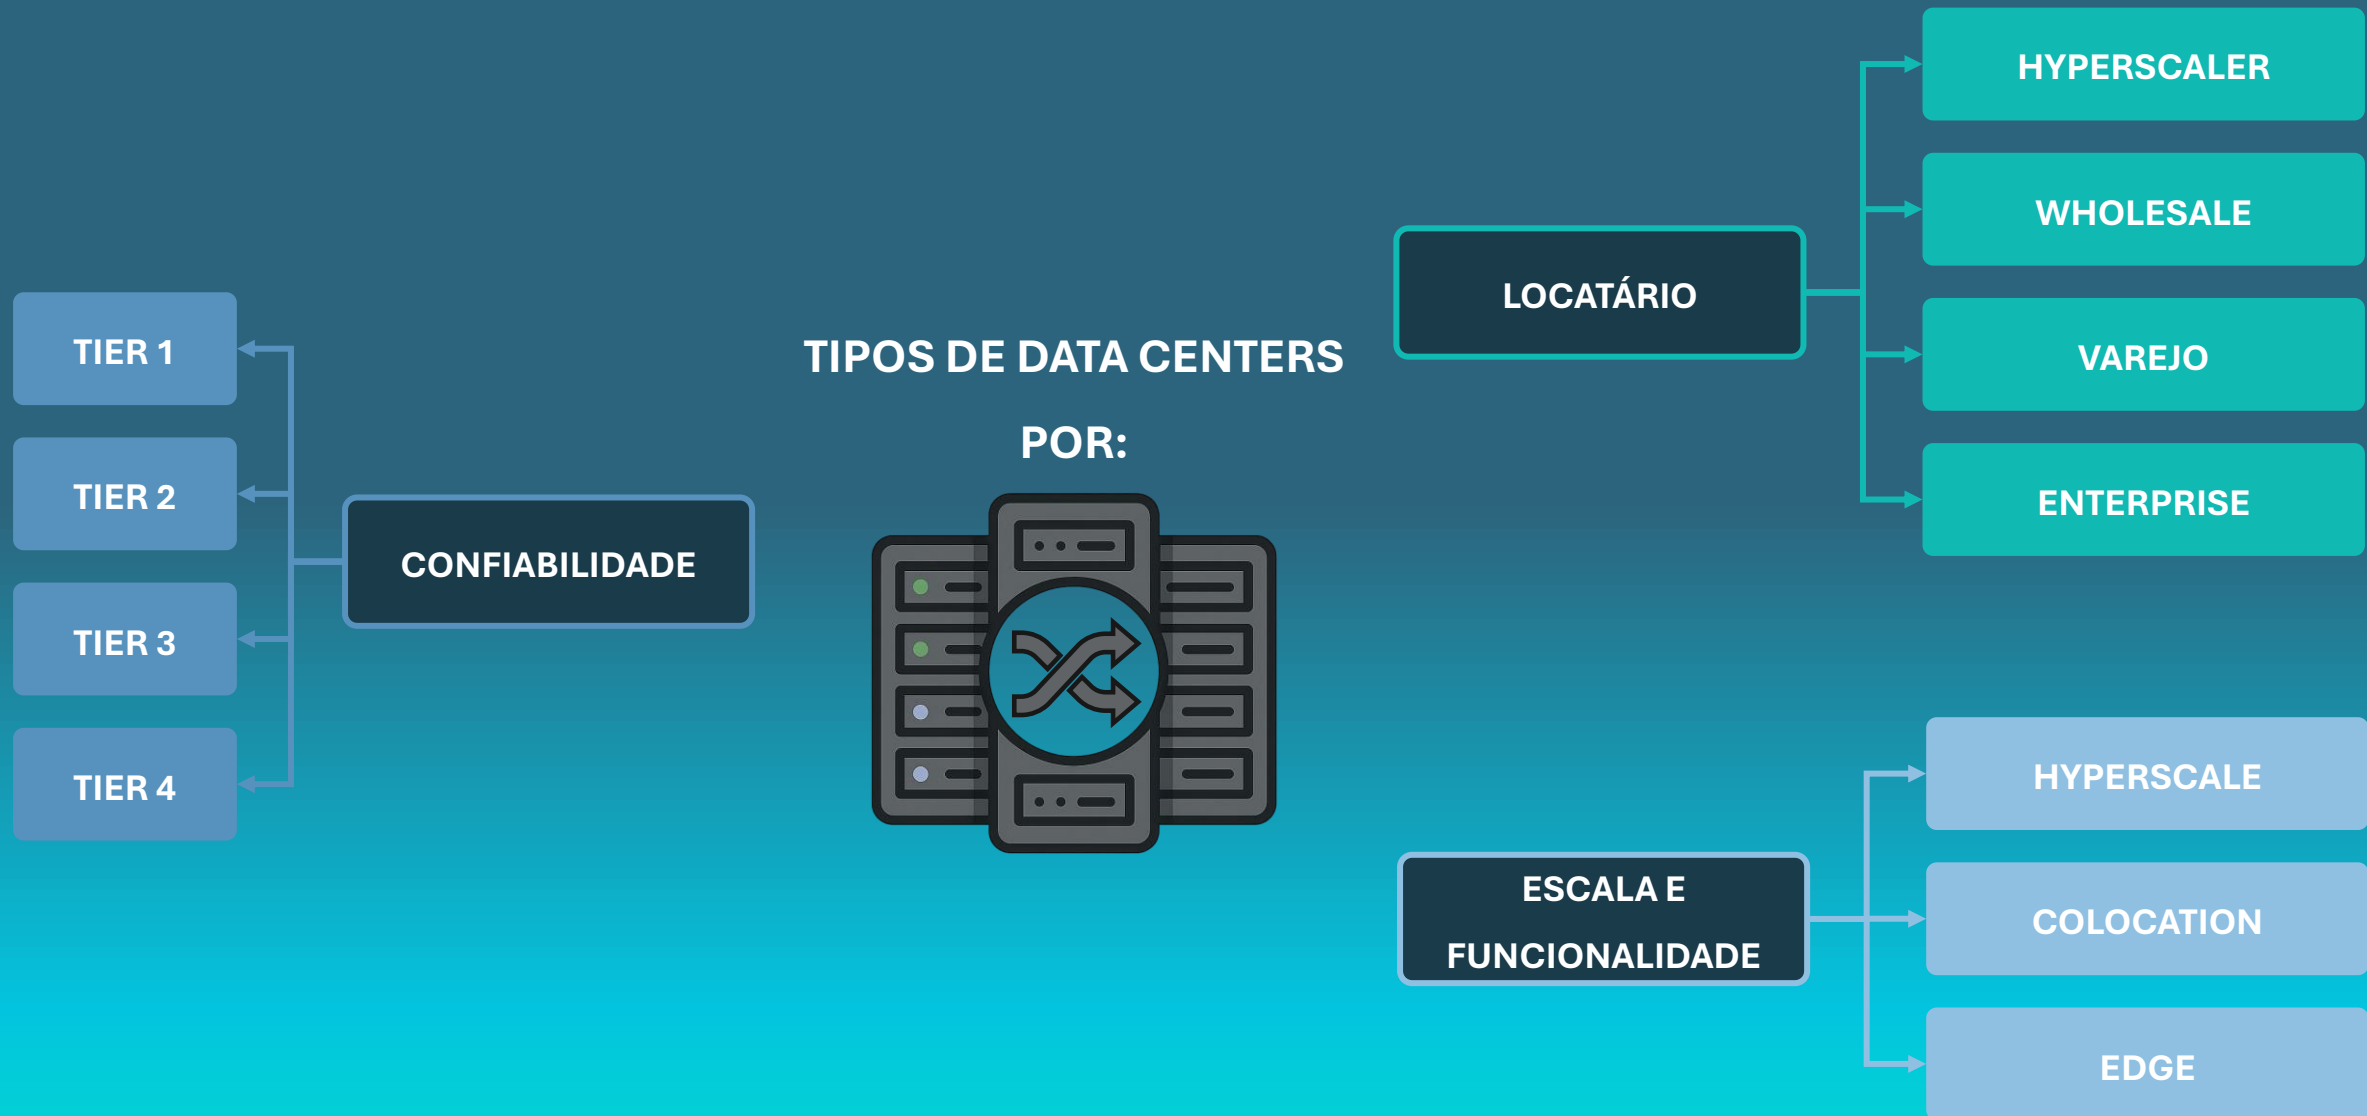 TIPOS DE DATA CENTERS
POR:
CONFIABILIDADE
TIER 1
TIER 2
TIER 3
TIER 4
LOCATÁRIO
HYPERSCALER
WHOLESALE
VAREJO
ENTERPRISE
ESCALA E
FUNCIONALIDADE
HYPERSCALE
COLOCATION
EDGE